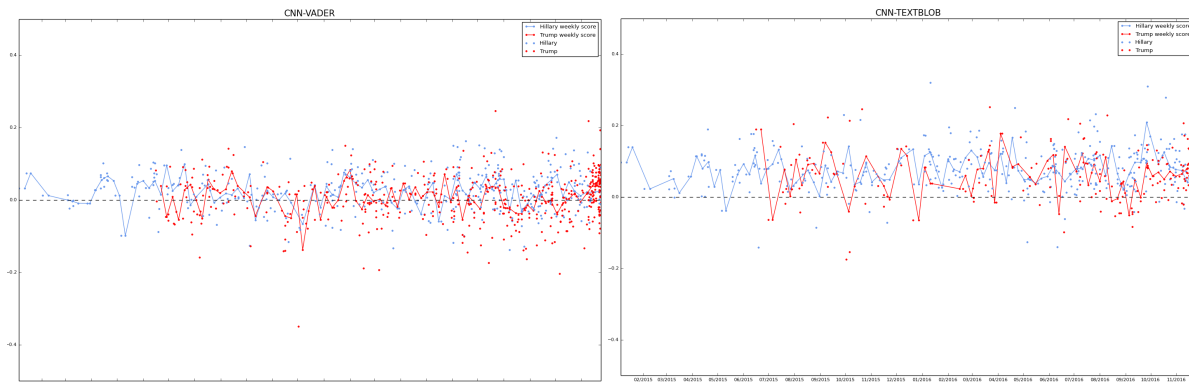 CNN-VADER
Hillary weekly score
Trump weekly score
Hillary
Trump
0.4
0.2
0.0
−0.2
−0.4
CNN-TEXTBLOB
Hillary weekly score
Trump weekly score
Hillary
Trump
0.4
0.2
0.0
−0.2
−0.4
02/2015 03/2015 04/2015 05/2015 06/2015 07/2015 08/2015 09/2015 10/2015 11/2015 12/2015 01/2016 02/2016 03/2016 04/2016 05/2016 06/2016 07/2016 08/2016 09/2016 10/2016 11/2016